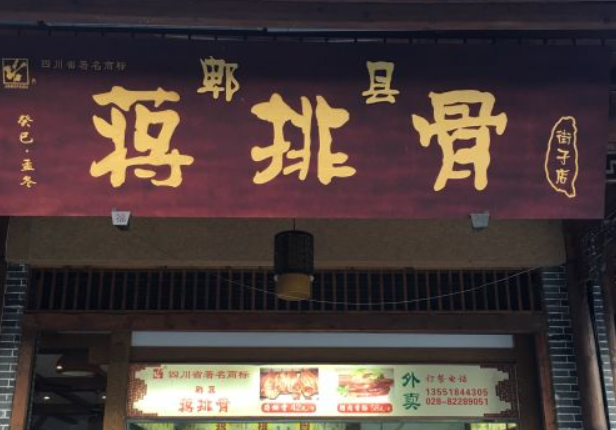 四川省著名商标
郫县
蒋排骨
癸巳·孟冬
街子店
福
四川省著名商标
郫县
蒋排骨
外卖
订餐电话
13551844305
028-82289051